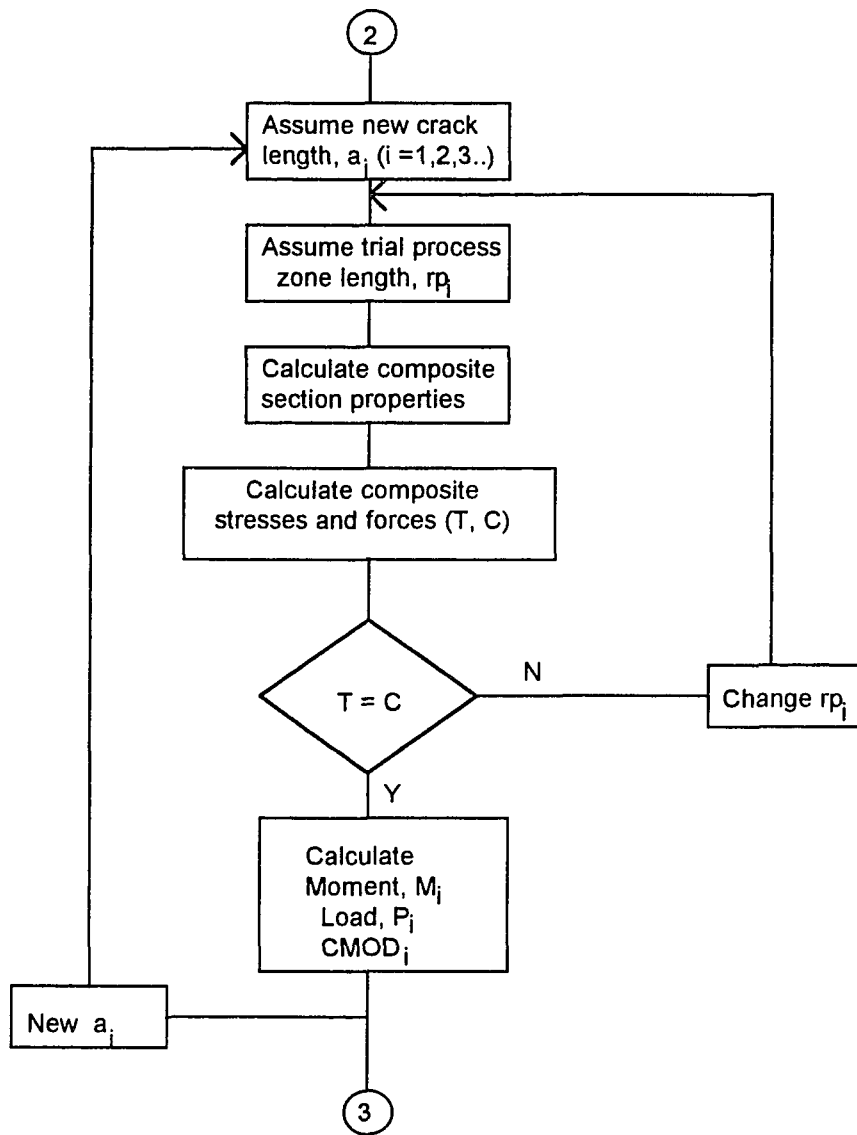 2
Assume new crack
length, a_i (i =1,2,3..)
Assume trial process
zone length, rp_i
Calculate composite
section properties
Calculate composite
stresses and forces (T, C)
T = C
N
Change rp_i
Y
Calculate
Moment, M_i
Load, P_i
CMOD_i
New a_i
3